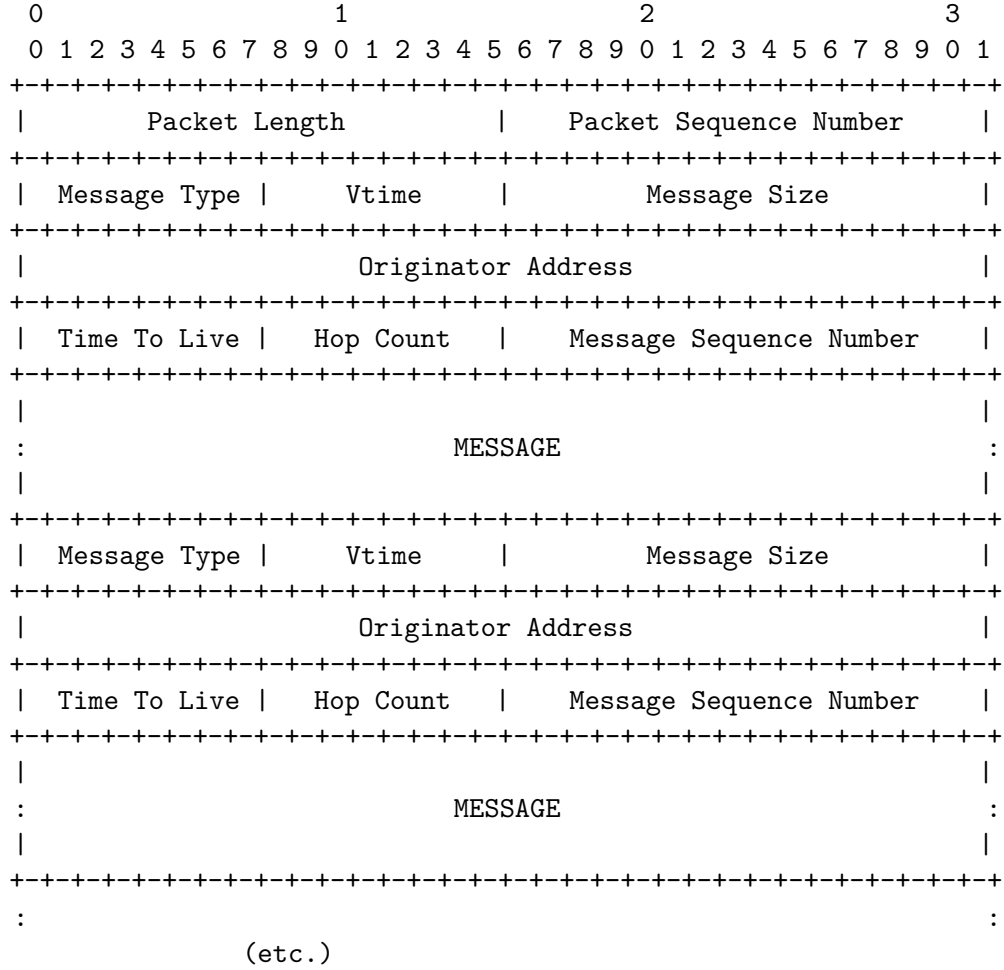 0                   1                   2                   3
 0 1 2 3 4 5 6 7 8 9 0 1 2 3 4 5 6 7 8 9 0 1 2 3 4 5 6 7 8 9 0 1
+-+-+-+-+-+-+-+-+-+-+-+-+-+-+-+-+-+-+-+-+-+-+-+-+-+-+-+-+-+-+-+-+
|        Packet Length          |    Packet Sequence Number     |
+-+-+-+-+-+-+-+-+-+-+-+-+-+-+-+-+-+-+-+-+-+-+-+-+-+-+-+-+-+-+-+-+
|  Message Type |     Vtime     |         Message Size          |
+-+-+-+-+-+-+-+-+-+-+-+-+-+-+-+-+-+-+-+-+-+-+-+-+-+-+-+-+-+-+-+-+
|                      Originator Address                       |
+-+-+-+-+-+-+-+-+-+-+-+-+-+-+-+-+-+-+-+-+-+-+-+-+-+-+-+-+-+-+-+-+
|  Time To Live |   Hop Count   |    Message Sequence Number    |
+-+-+-+-+-+-+-+-+-+-+-+-+-+-+-+-+-+-+-+-+-+-+-+-+-+-+-+-+-+-+-+-+
|                                                               |
:                            MESSAGE                            :
|                                                               |
+-+-+-+-+-+-+-+-+-+-+-+-+-+-+-+-+-+-+-+-+-+-+-+-+-+-+-+-+-+-+-+-+
|  Message Type |     Vtime     |         Message Size          |
+-+-+-+-+-+-+-+-+-+-+-+-+-+-+-+-+-+-+-+-+-+-+-+-+-+-+-+-+-+-+-+-+
|                      Originator Address                       |
+-+-+-+-+-+-+-+-+-+-+-+-+-+-+-+-+-+-+-+-+-+-+-+-+-+-+-+-+-+-+-+-+
|  Time To Live |   Hop Count   |    Message Sequence Number    |
+-+-+-+-+-+-+-+-+-+-+-+-+-+-+-+-+-+-+-+-+-+-+-+-+-+-+-+-+-+-+-+-+
|                                                               |
:                            MESSAGE                            :
|                                                               |
+-+-+-+-+-+-+-+-+-+-+-+-+-+-+-+-+-+-+-+-+-+-+-+-+-+-+-+-+-+-+-+-+
:                                                               :
               (etc.)